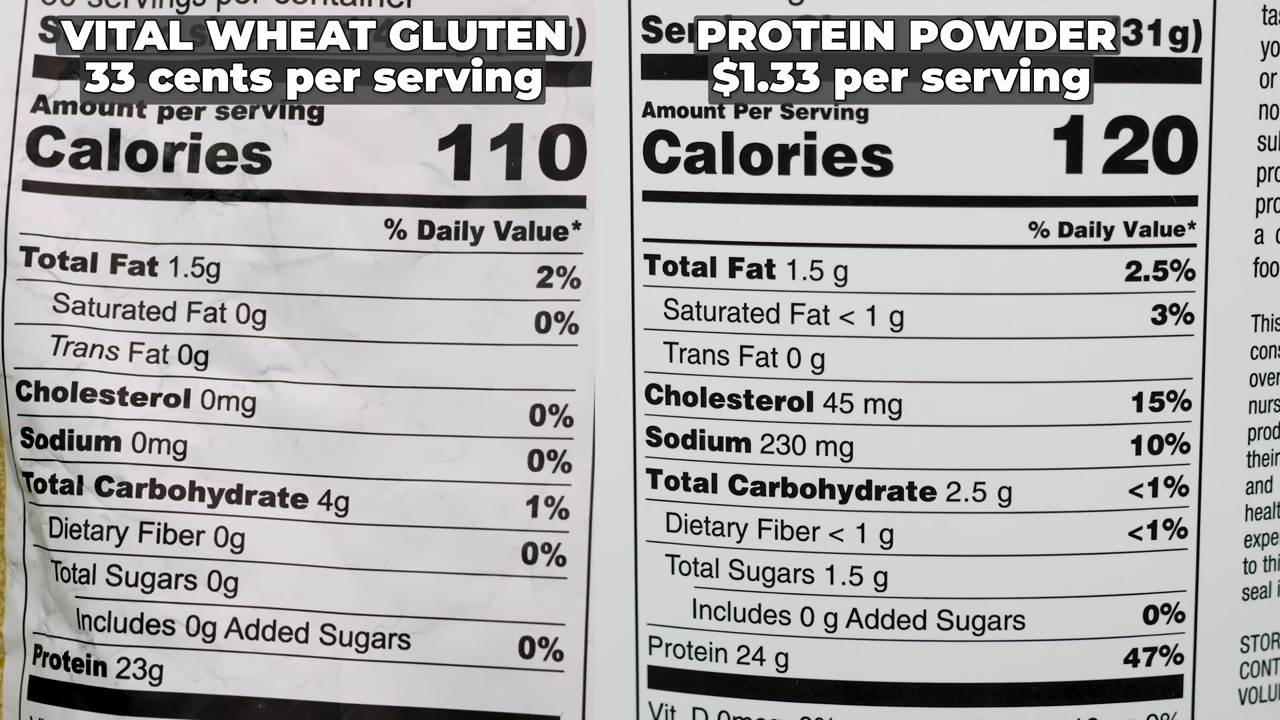 VITAL WHEAT GLUTEN
33 cents per serving
Amount per serving
Calories 110
% Daily Value*
Total Fat 1.5g 2%
Saturated Fat 0g 0%
Trans Fat 0g
Cholesterol 0mg 0%
Sodium 0mg 0%
Total Carbohydrate 4g 1%
Dietary Fiber 0g 0%
Total Sugars 0g
Includes 0g Added Sugars 0%
Protein 23g
PROTEIN POWDER
$1.33 per serving
31g)
Amount Per Serving
Calories 120
% Daily Value*
Total Fat 1.5 g 2.5%
Saturated Fat < 1 g 3%
Trans Fat 0 g
Cholesterol 45 mg 15%
Sodium 230 mg 10%
Total Carbohydrate 2.5 g <1%
Dietary Fiber < 1 g <1%
Total Sugars 1.5 g
Includes 0 g Added Sugars 0%
Protein 24 g 47%
or
a
This
and
to